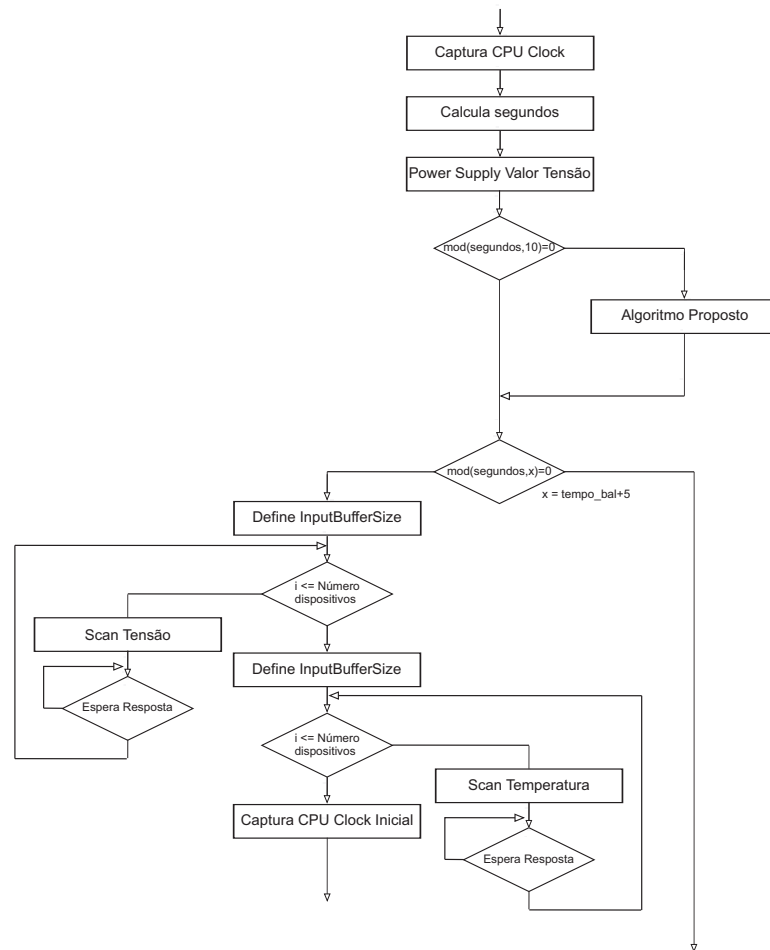 Captura CPU Clock
Calcula segundos
Power Supply Valor Tensão
mod(segundos,10)=0
Algoritmo Proposto
mod(segundos,x)=0
x = tempo_bal+5
Define InputBufferSize
i <= Número
dispositivos
Scan Tensão
Define InputBufferSize
Espera Resposta
i <= Número
dispositivos
Scan Temperatura
Captura CPU Clock Inicial
Espera Resposta